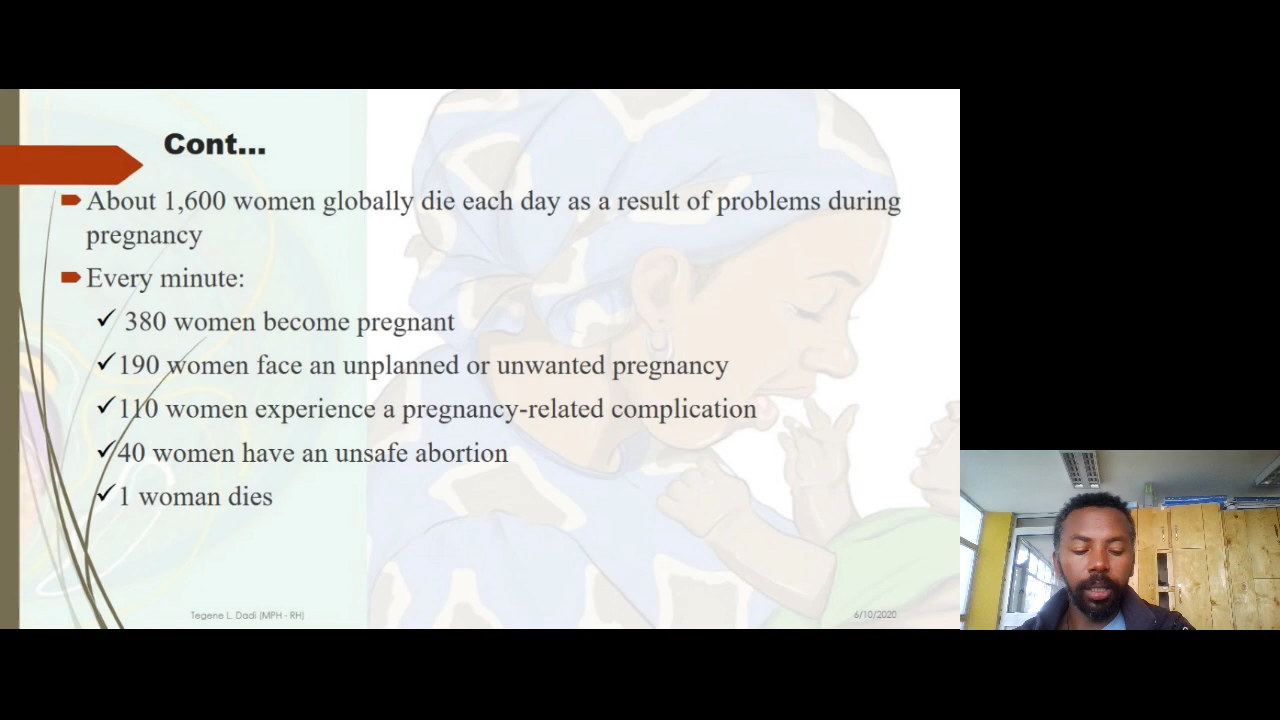 Cont...
About 1,600 women globally die each day as a result of problems during
pregnancy
Every minute:
380 women become pregnant
190 women face an unplanned or unwanted pregnancy
110 women experience a pregnancy-related complication
40 women have an unsafe abortion
1 woman dies
Tegene L. Dadi (MPH - RH)
6/10/2020